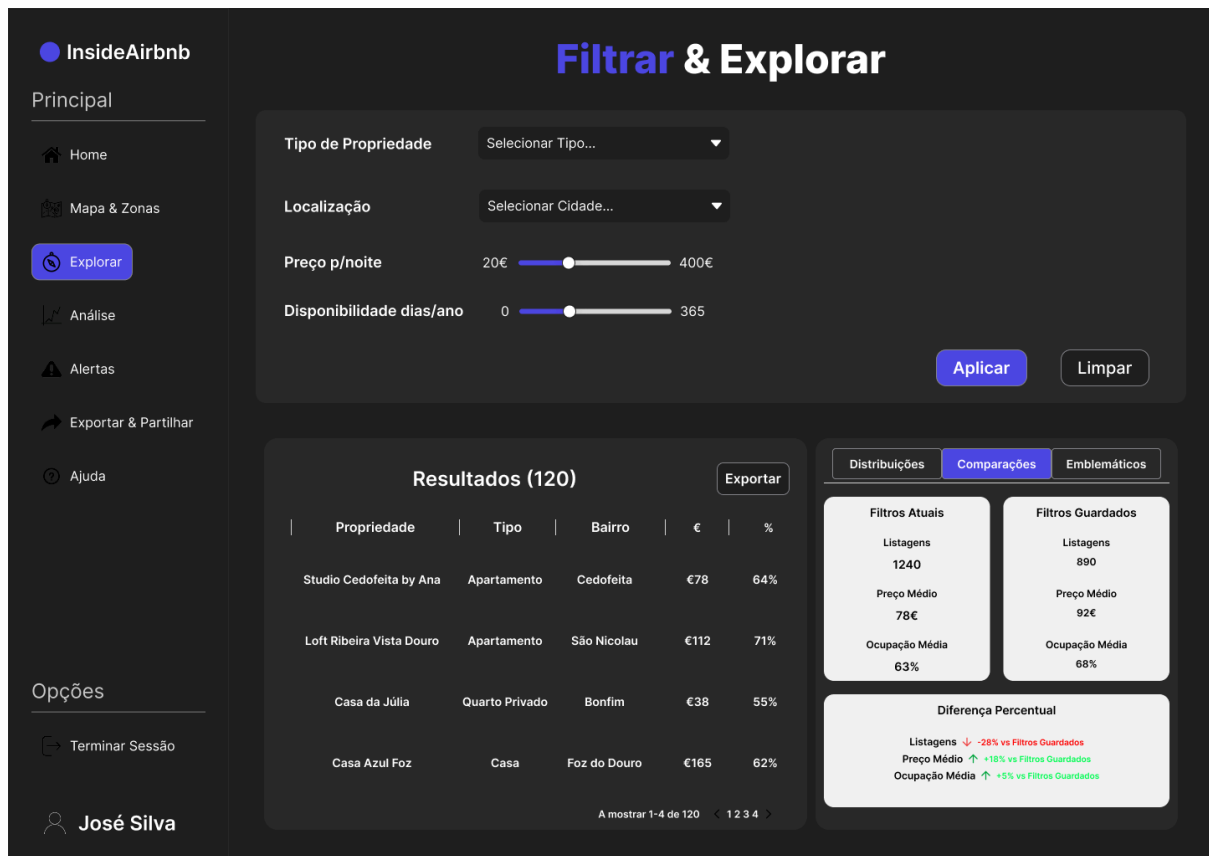 InsideAirbnb
Principal
Home
Mapa & Zonas
Explorar
Análise
Alertas
Exportar & Partilhar
Ajuda
Opções
Terminar Sessão
José Silva
Filtrar & Explorar
Tipo de Propriedade Selecionar Tipo...
Localização Selecionar Cidade...
Preço p/noite 20€ 400€
Disponibilidade dias/ano 0 365
Aplicar Limpar
Resultados (120) Exportar
Propriedade Tipo Bairro € %
Studio Cedofeita by Ana Apartamento Cedofeita €78 64%
Loft Ribeira Vista Douro Apartamento São Nicolau €112 71%
Casa da Júlia Quarto Privado Bonfim €38 55%
Casa Azul Foz Casa Foz do Douro €165 62%
A mostrar 1-4 de 120 < 1 2 3 4 >
Distribuições Comparações Emblemáticos
Filtros Atuais
Listagens
1240
Preço Médio
78€
Ocupação Média
63%
Filtros Guardados
Listagens
890
Preço Médio
92€
Ocupação Média
68%
Diferença Percentual
Listagens ↓ -28% vs Filtros Guardados
Preço Médio ↑ +18% vs Filtros Guardados
Ocupação Média ↑ +5% vs Filtros Guardados